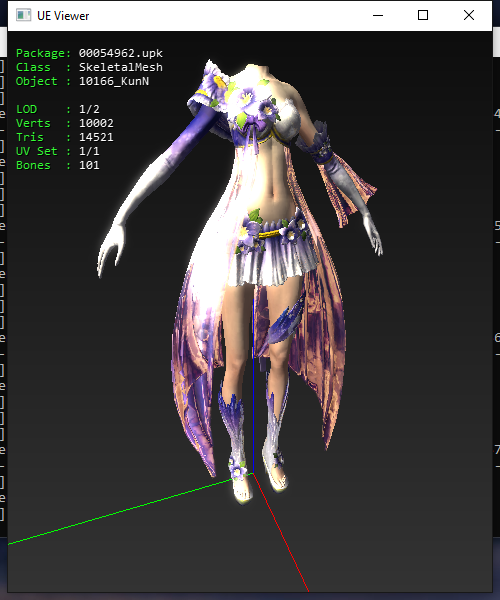 UE Viewer
Package: 00054962.upk
Class  : SkeletalMesh
Object : 10166_KunN
LOD    : 1/2
Verts  : 10002
Tris   : 14521
UV Set : 1/1
Bones  : 101